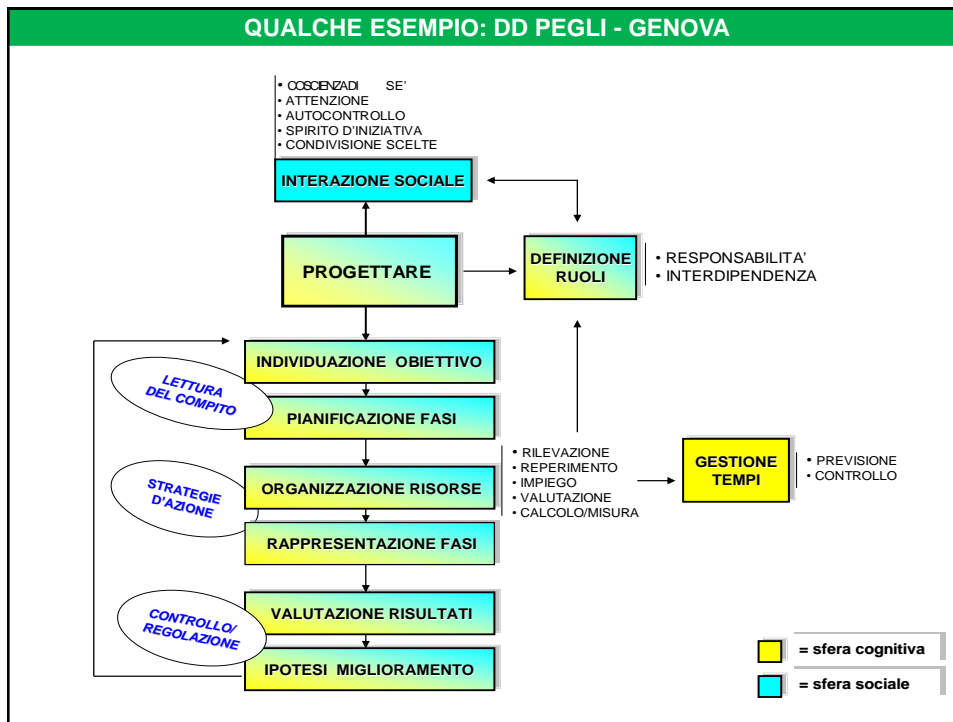 QUALCHE ESEMPIO: DD PEGLI - GENOVA
• COSCIENZADI SE'
• ATTENZIONE
• AUTOCONTROLLO
• SPIRITO D'INIZIATIVA
• CONDIVISIONE SCELTE
INTERAZIONE SOCIALE
PROGETTARE
DEFINIZIONE
RUOLI
• RESPONSABILITA'
• INTERDIPENDENZA
INDIVIDUAZIONE OBIETTIVO
LETTURA
DEL COMPITO
PIANIFICAZIONE FASI
ORGANIZZAZIONE RISORSE
• RILEVAZIONE
• REPERIMENTO
• IMPIEGO
• VALUTAZIONE
• CALCOLO/MISURA
GESTIONE
TEMPI
• PREVISIONE
• CONTROLLO
STRATEGIE
D'AZIONE
RAPPRESENTAZIONE FASI
VALUTAZIONE RISULTATI
CONTROLLO/
REGOLAZIONE
IPOTESI MIGLIORAMENTO
= sfera cognitiva
= sfera sociale